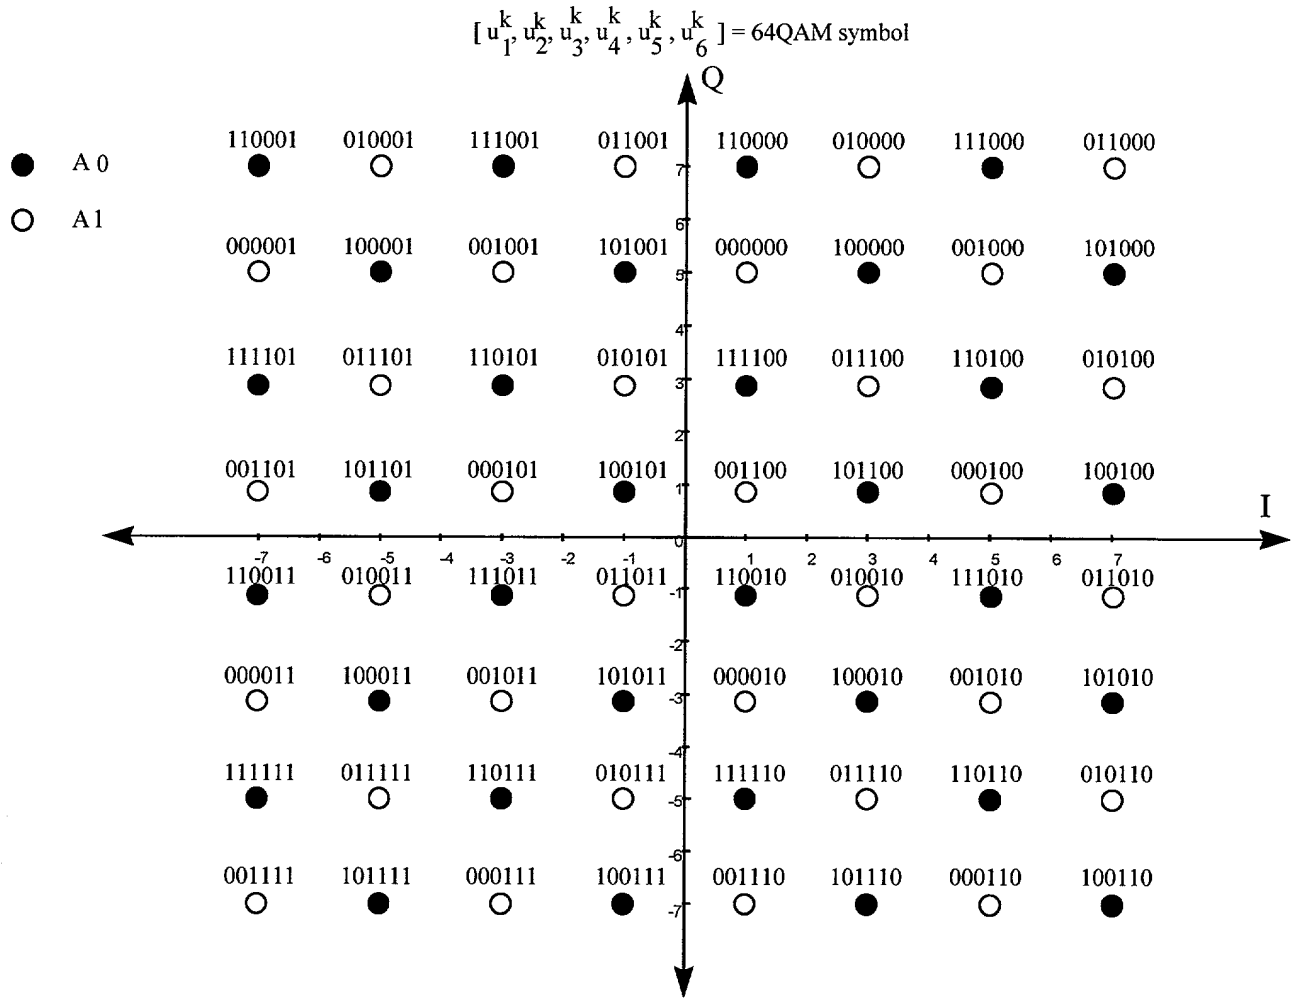 [ u₁ᵏ, u₂ᵏ, u₃ᵏ, u₄ᵏ, u₅ᵏ, u₆ᵏ ] = 64QAM symbol
Q
A 0
A 1
110001 010001 111001 011001 110000 010000 111000 011000
7
6
000001 100001 001001 101001 000000 100000 001000 101000
5
4
111101 011101 110101 010101 111100 011100 110100 010100
3
2
001101 101101 000101 100101 001100 101100 000100 100100
1
I
0
-7 -6 -5 -4 -3 -2 -1 1 2 3 4 5 6 7
110011 010011 111011 011011 110010 010010 111010 011010
-1
-2
000011 100011 001011 101011 000010 100010 001010 101010
-3
-4
111111 011111 110111 010111 111110 011110 110110 010110
-5
-6
001111 101111 000111 100111 001110 101110 000110 100110
-7